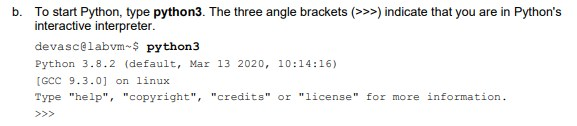 b. To start Python, type python3. The three angle brackets (>>>) indicate that you are in Python's
interactive interpreter.
devasc@labvm~$ python3
Python 3.8.2 (default, Mar 13 2020, 10:14:16)
[GCC 9.3.0] on linux
Type "help", "copyright", "credits" or "license" for more information.
>>>